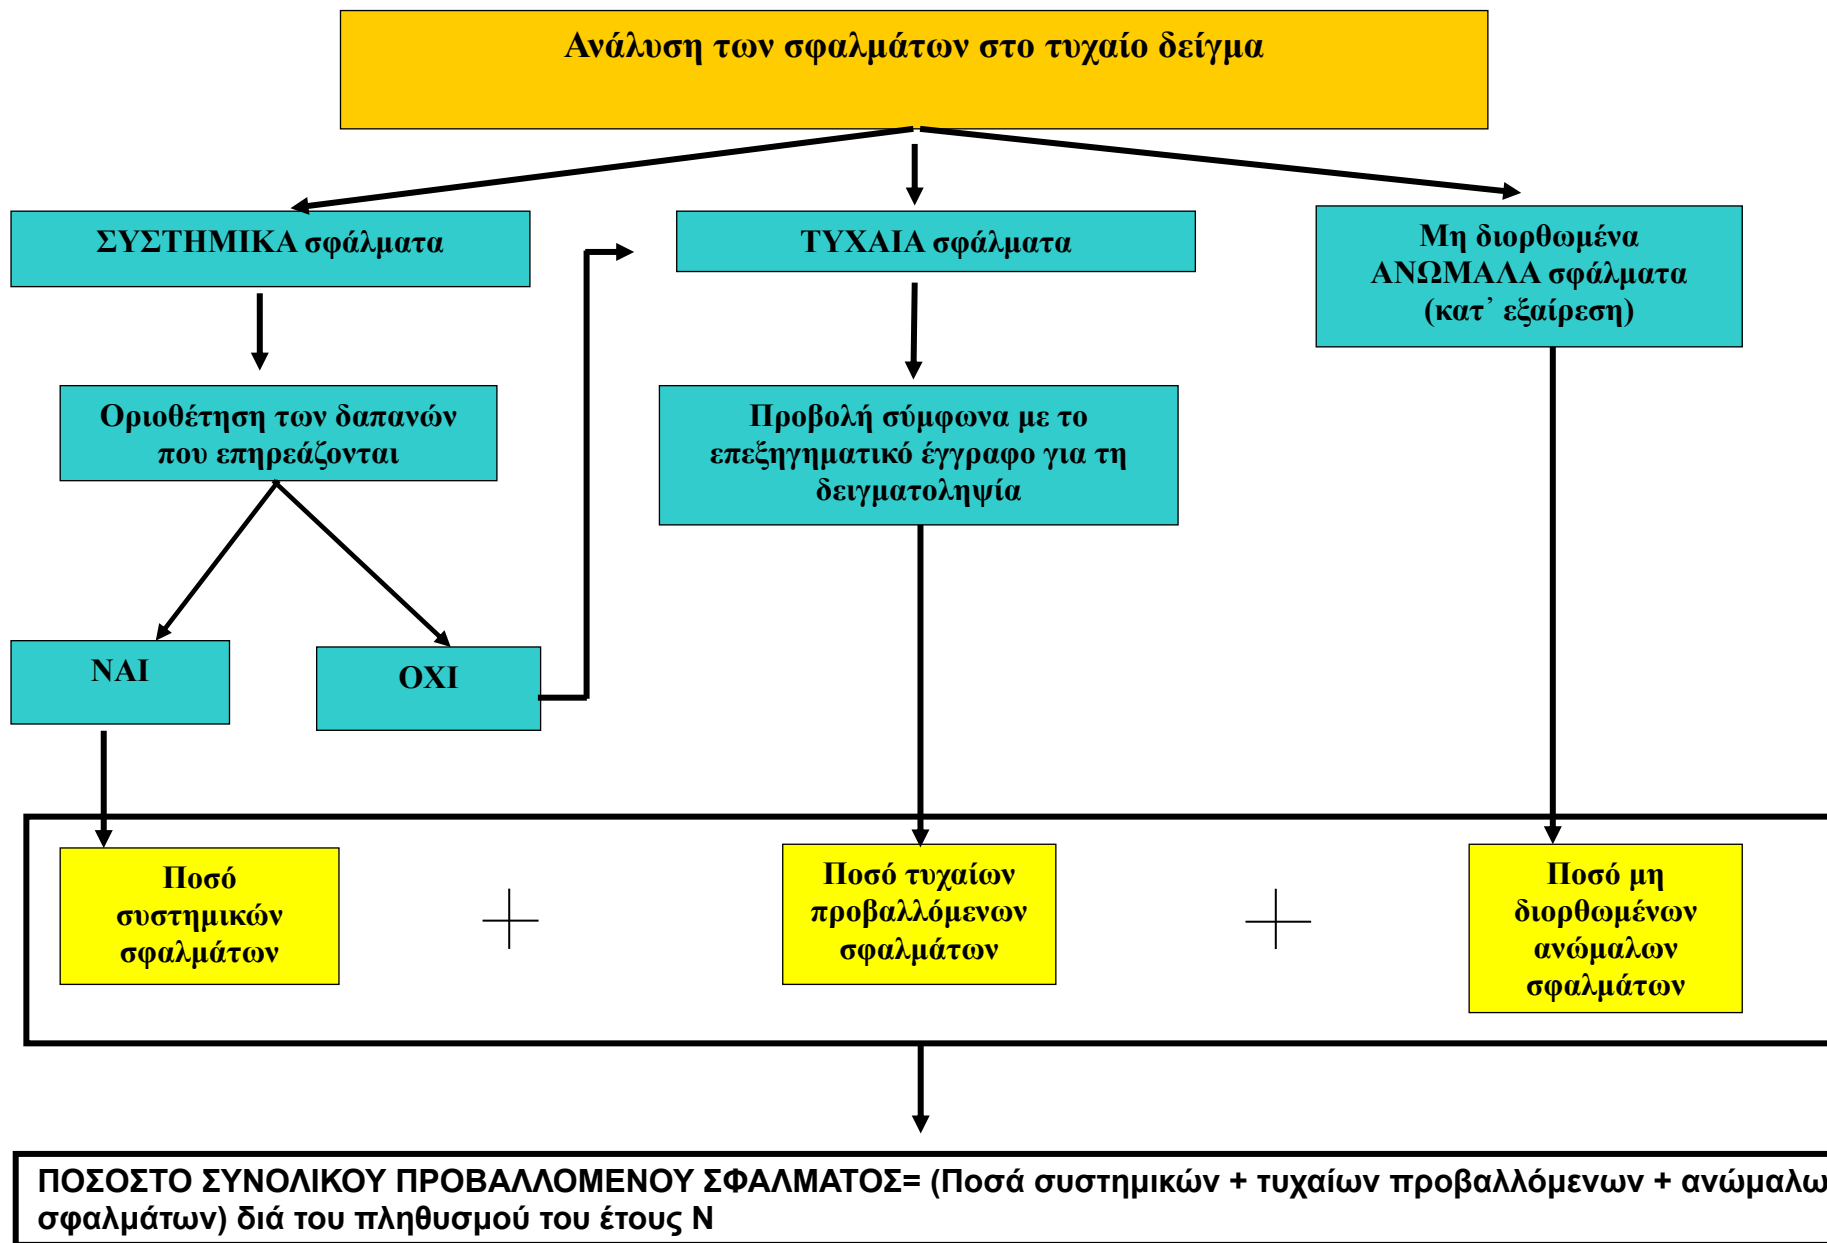 Ανάλυση των σφαλμάτων στο τυχαίο δείγμα
ΣΥΣΤΗΜΙΚΑ σφάλματα
ΤΥΧΑΙΑ σφάλματα
Μη διορθωμένα
ΑΝΩΜΑΛΑ σφάλματα
(κατ᾿ εξαίρεση)
Οριοθέτηση των δαπανών
που επηρεάζονται
Προβολή σύμφωνα με το
επεξηγηματικό έγγραφο για τη
δειγματοληψία
ΝΑΙ
ΟΧΙ
Ποσό
συστημικών
σφαλμάτων
+
Ποσό τυχαίων
προβαλλόμενων
σφαλμάτων
+
Ποσό μη
διορθωμένων
ανώμαλων
σφαλμάτων
ΠΟΣΟΣΤΟ ΣΥΝΟΛΙΚΟΥ ΠΡΟΒΑΛΛΟΜΕΝΟΥ ΣΦΑΛΜΑΤΟΣ= (Ποσά συστημικών + τυχαίων προβαλλόμενων + ανώμαλω
σφαλμάτων) διά του πληθυσμού του έτους Ν